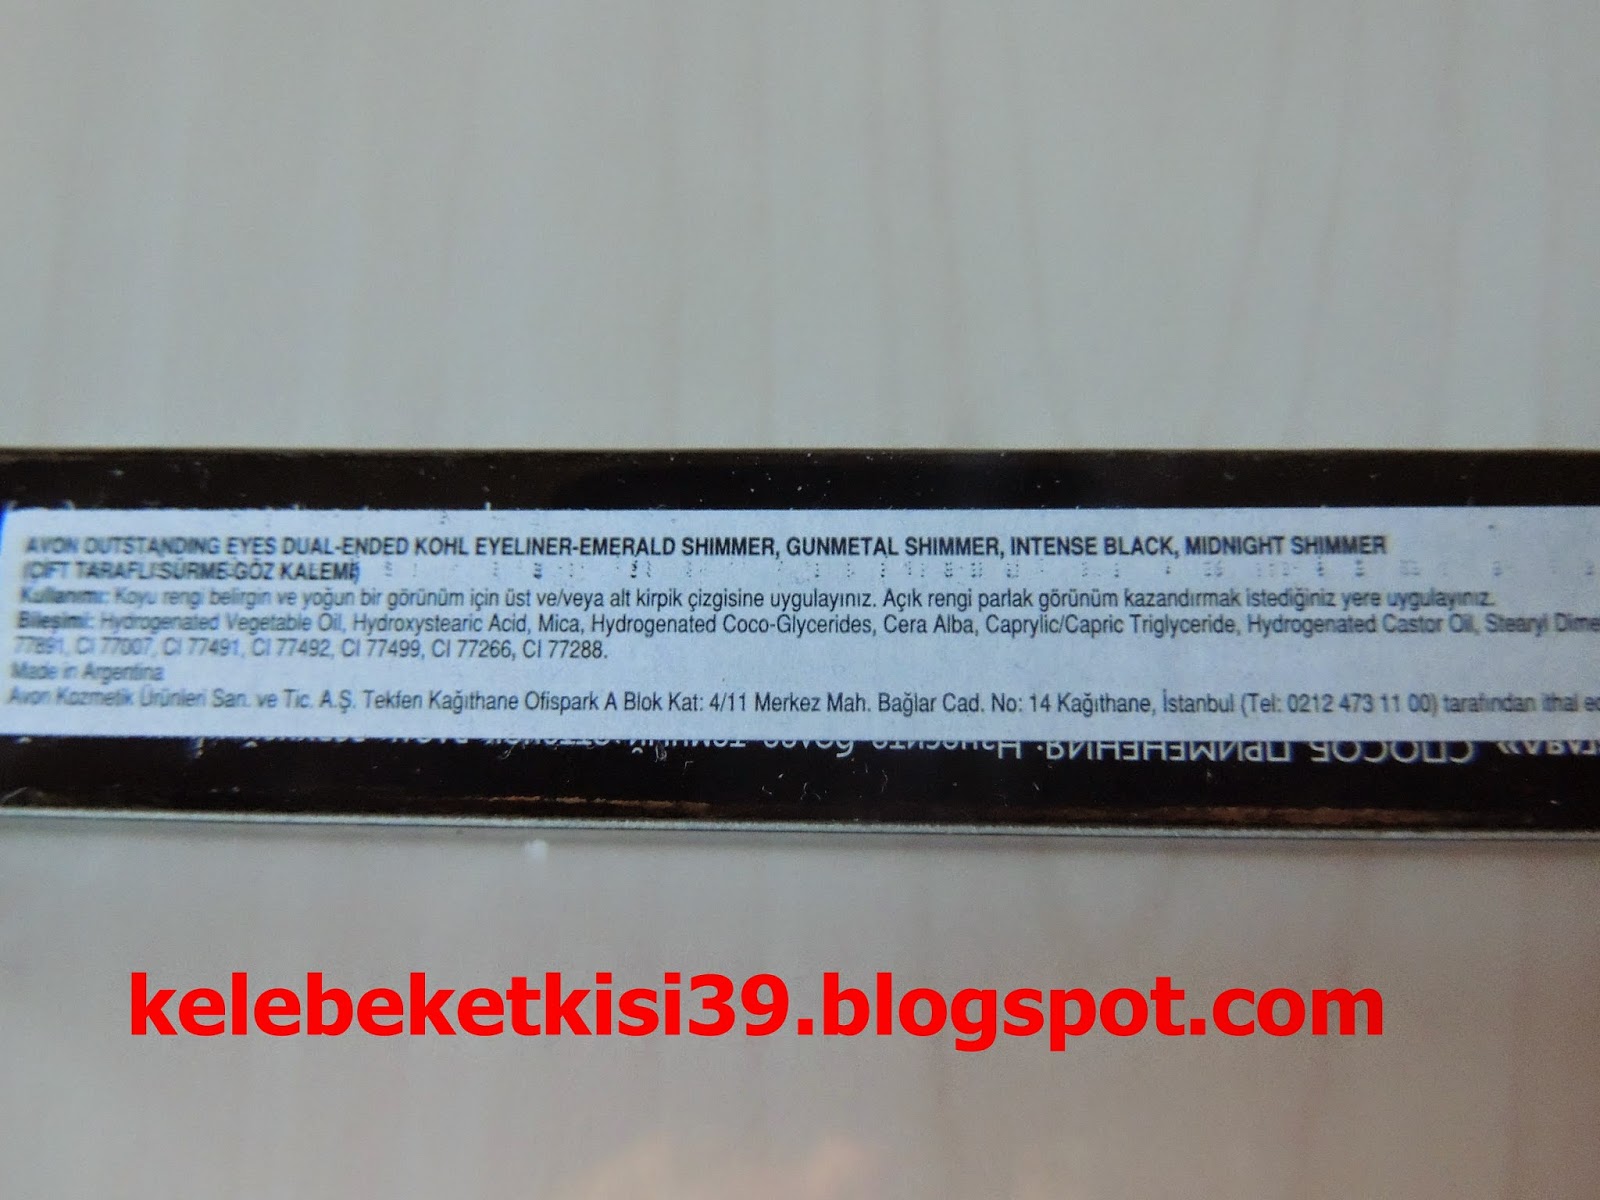 AVON OUTSTANDING EYES DUAL-ENDED KOHL EYELINER-EMERALD SHIMMER, GUNMETAL SHIMMER, INTENSE BLACK, MIDNIGHT SHIMMER
(ÇİFT TARAFLI SÜRME-GÖZ KALEMİ)
Kullanımı: Koyu rengi belirgin ve yoğun bir görünüm için üst ve/veya alt kirpik çizgisine uygulayınız. Açık rengi parlak görünüm kazandırmak istediğiniz yere uygulayınız.
Bileşimi: Hydrogenated Vegetable Oil, Hydroxystearic Acid, Mica, Hydrogenated Coco-Glycerides, Cera Alba, Caprylic/Capric Triglyceride, Hydrogenated Castor Oil, Stearyl Dime
77891, CI 77007, CI 77491, CI 77492, CI 77499, CI 77266, CI 77288.
Made in Argentina
Avon Kozmetik Ürünleri San. ve Tic. A.Ş. Tekfen Kağıthane Ofispark A Blok Kat: 4/11 Merkez Mah. Bağlar Cad. No: 14 Kağıthane, İstanbul (Tel: 0212 473 11 00) tarafından ithal ed
СПОСОБ ПРИМЕНЕНИЯ: Н
kelebeketkisi39.blogspot.com